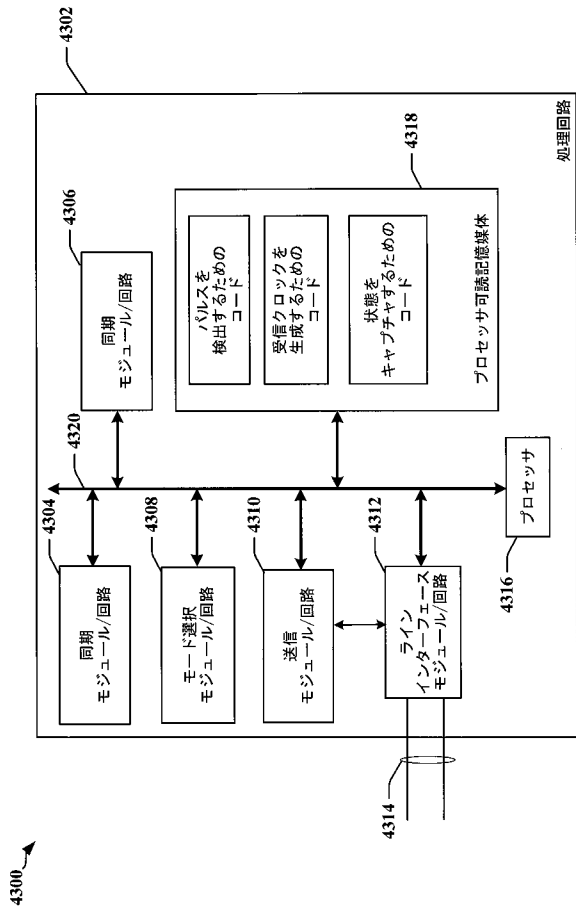 4300
4302
4304
同期
モジュール/回路
4320
4306
同期
モジュール/回路
4308
モード選択
モジュール/回路
4310
送信
モジュール/回路
4312
ライン
インターフェース
モジュール/回路
4314
4318
パルスを
検出するための
コード
受信クロックを
生成するための
コード
状態を
キャプチャするための
コード
プロセッサ可読記憶媒体
プロセッサ
4316
処理回路